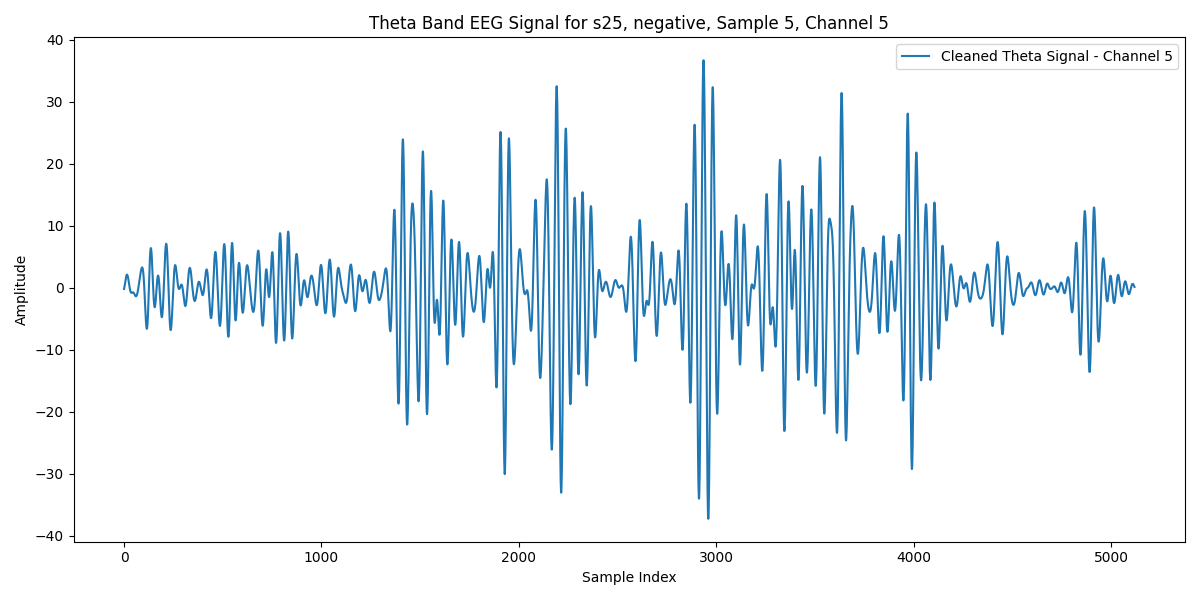 Theta Band EEG Signal for s25, negative, Sample 5, Channel 5
Cleaned Theta Signal - Channel 5
Amplitude
40
30
20
10
0
−10
−20
−30
−40
0 1000 2000 3000 4000 5000
Sample Index